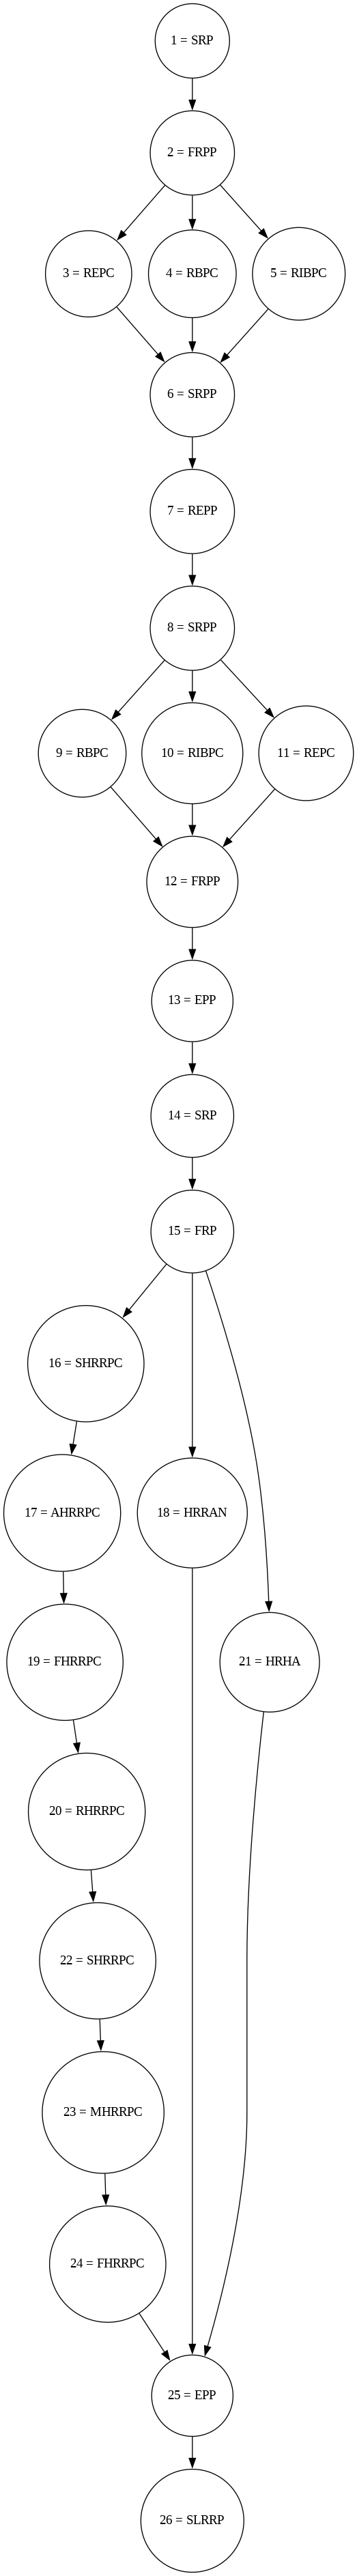 1 = SRP
2 = FRPP
3 = REPC
4 = RBPC
5 = RIBPC
6 = SRPP
7 = REPP
8 = SRPP
9 = RBPC
10 = RIBPC
11 = REPC
12 = FRPP
13 = EPP
14 = SRP
15 = FRP
16 = SHRRPC
17 = AHRRPC
18 = HRRAN
19 = FHRRPC
21 = HRHA
20 = RHRRPC
22 = SHRRPC
23 = MHRRPC
24 = FHRRPC
25 = EPP
26 = SLRRP